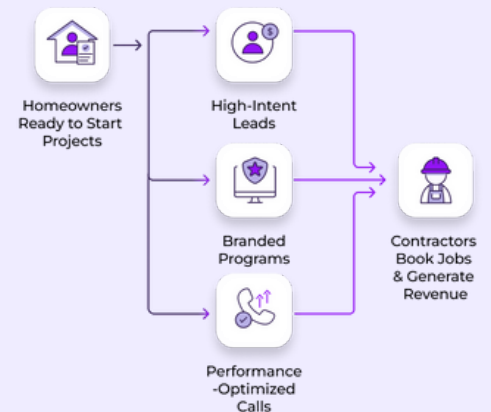 Homeowners
Ready to Start
Projects
$
High-Intent
Leads
Branded
Programs
Performance
-Optimized
Calls
Contractors
Book Jobs
& Generate
Revenue